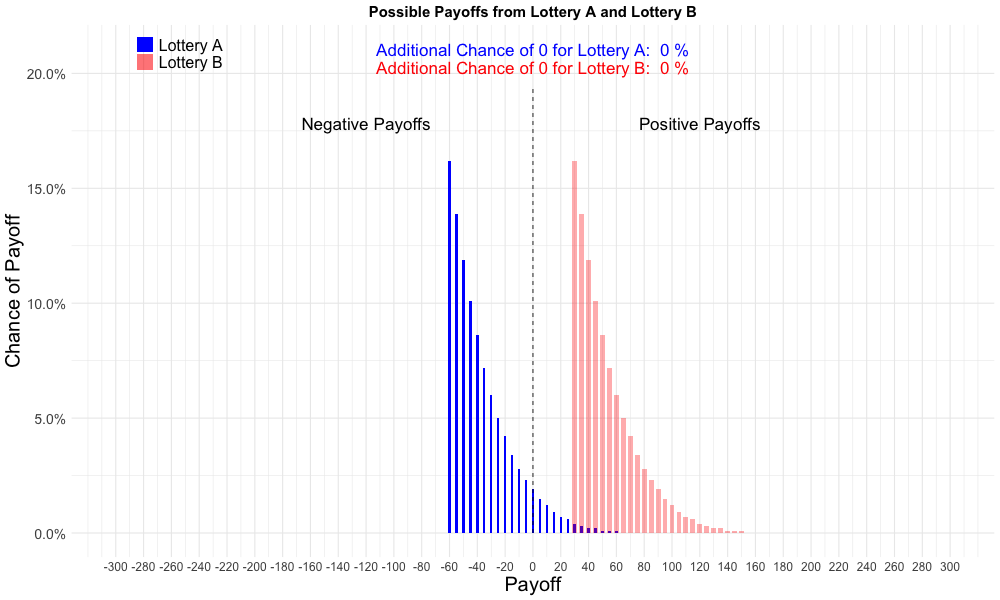 Possible Payoffs from Lottery A and Lottery B
Lottery A
Lottery B
Additional Chance of 0 for Lottery A:  0 %
Additional Chance of 0 for Lottery B:  0 %
Negative Payoffs
Positive Payoffs
Chance of Payoff
20.0%
15.0%
10.0%
5.0%
0.0%
-300 -280 -260 -240 -220 -200 -180 -160 -140 -120 -100 -80 -60 -40 -20 0 20 40 60 80 100 120 140 160 180 200 220 240 260 280 300
Payoff